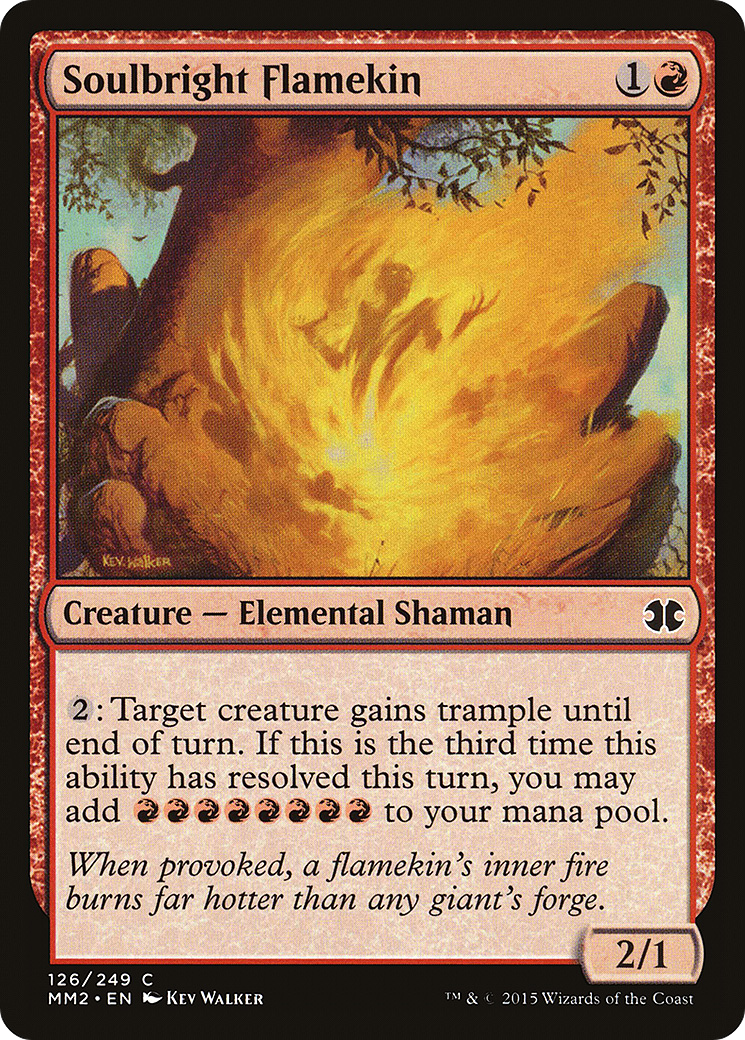 Soulbright Flamekin 1
KEV. WALKER
Creature — Elemental Shaman
2: Target creature gains trample until
end of turn. If this is the third time this
ability has resolved this turn, you may
add to your mana pool.
When provoked, a flamekin's inner fire
burns far hotter than any giant's forge.
2/1
126/249 C
MM2 • EN KEV WALKER
™ & © 2015 Wizards of the Coast